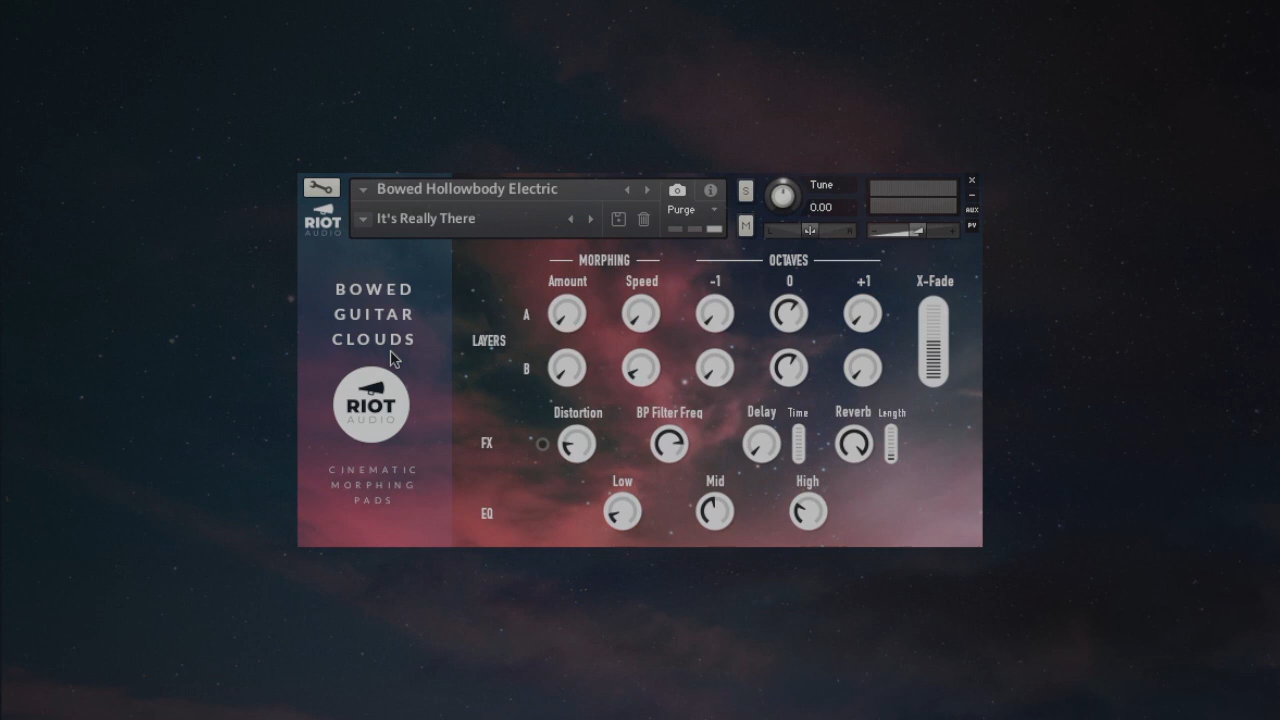 Bowed Hollowbody Electric
It's Really There
Purge
S
M
Tune
0.00
L
R
AUX
PV
RIOT
AUDIO
BOWED
GUITAR
CLOUDS
RIOT
AUDIO
CINEMATIC
MORPHING
PADS
MORPHING
OCTAVES
Amount
Speed
-1
0
+1
X-Fade
A
LAYERS
B
Distortion
BP Filter Freq
Delay
Time
Reverb
Length
FX
Low
Mid
High
EQ